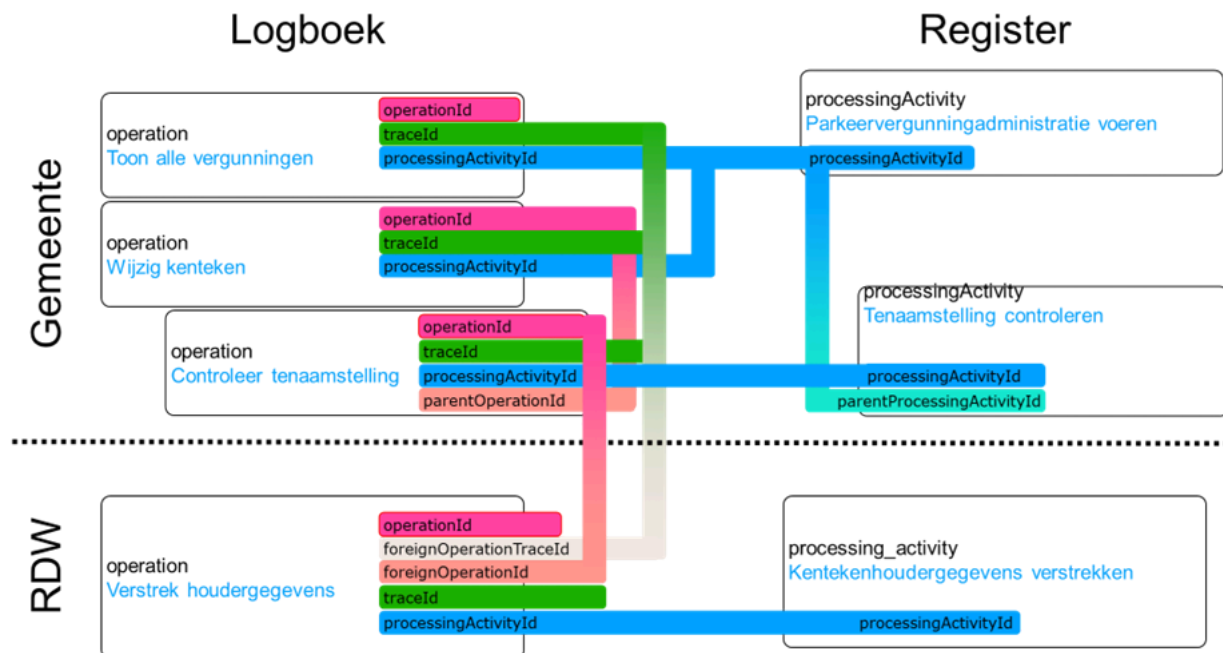 Logboek
Register
Gemeente
operation
Toon alle vergunningen
operationId
traceId
processingActivityId
processingActivity
Parkeervergunningadministratie voeren
processingActivityId
operation
Wijzig kenteken
operationId
traceId
processingActivityId
operation
Controleer tenaamstelling
operationId
traceId
processingActivityId
parentOperationId
processingActivity
Tenaamstelling controleren
processingActivityId
parentProcessingActivityId
RDW
operation
Verstrek houdergegevens
operationId
foreignOperationTraceId
foreignOperationId
traceId
processingActivityId
processing_activity
Kentekenhoudergegevens verstrekken
processingActivityId